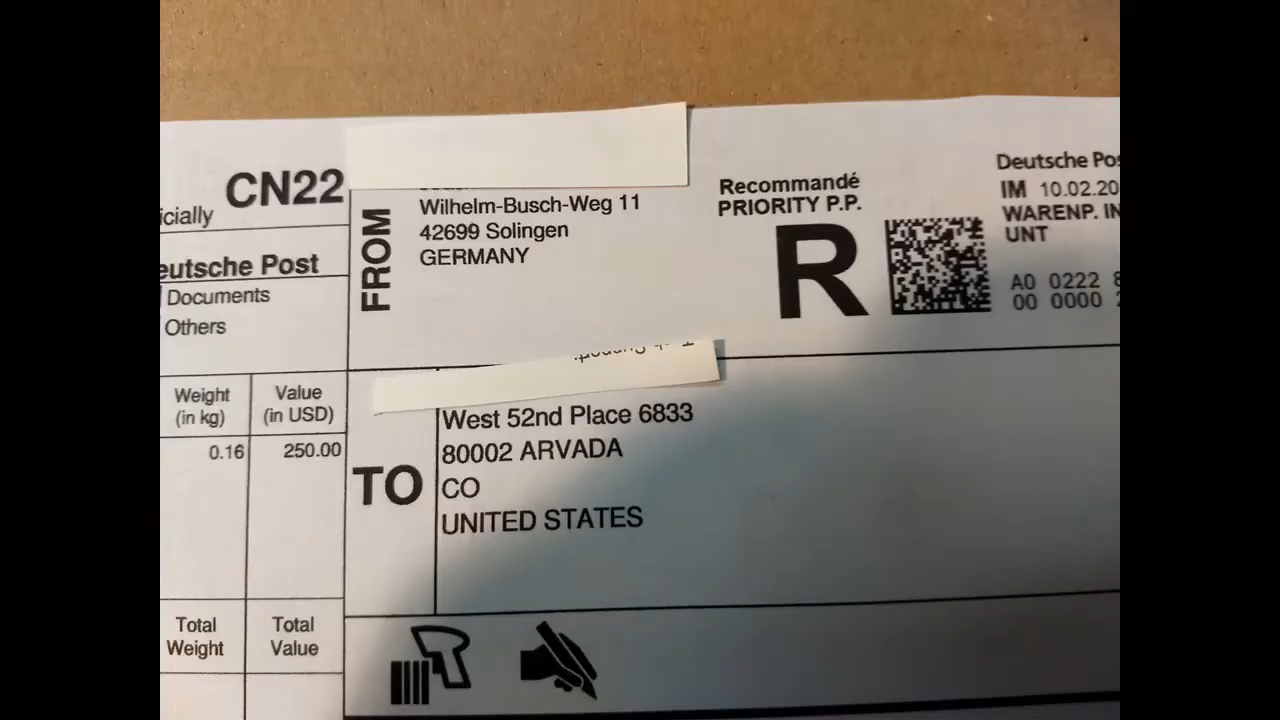 CN22
icially
eutsche Post
Documents
Others
Weight
(in kg)
Value
(in USD)
0.16
250.00
Total
Weight
Total
Value
FROM
Wilhelm-Busch-Weg 11
42699 Solingen
GERMANY
Recommandé
PRIORITY P.P.
R
Deutsche Pos
IM 10.02.20
WARENP. IN
UNT
A0 0222 8
00 0000 2
TO
West 52nd Place 6833
80002 ARVADA
CO
UNITED STATES